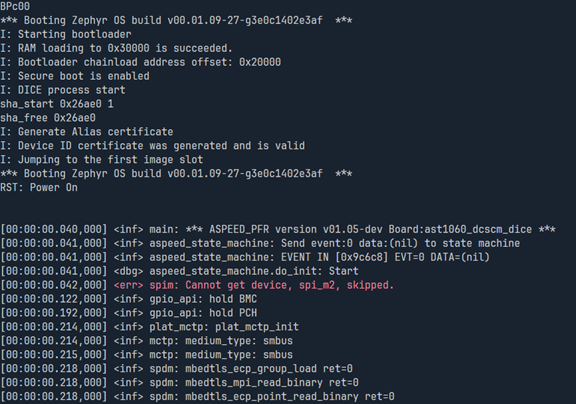 BPc00
*** Booting Zephyr OS build v00.01.09-27-g3e0c1402e3af  ***
I: Starting bootloader
I: RAM loading to 0x30000 is succeeded.
I: Bootloader chainload address offset: 0x20000
I: Secure boot is enabled
I: DICE process start
sha_start 0x26ae0 1
sha_free 0x26ae0
I: Generate Alias certificate
I: Device ID certificate was generated and is valid
I: Jumping to the first image slot
*** Booting Zephyr OS build v00.01.09-27-g3e0c1402e3af  ***
RST: Power On
[00:00:00.040,000] <inf> main: *** ASPEED_PFR version v01.05-dev Board:ast1060_dcscm_dice ***
[00:00:00.041,000] <inf> aspeed_state_machine: Send event:0 data:(nil) to state machine
[00:00:00.041,000] <inf> aspeed_state_machine: EVENT IN [0x9c6c8] EVT=0 DATA=(nil)
[00:00:00.041,000] <dbg> aspeed_state_machine.do_init: Start
[00:00:00.042,000] <err> spim: Cannot get device, spi_m2, skipped.
[00:00:00.122,000] <inf> gpio_api: hold BMC
[00:00:00.192,000] <inf> gpio_api: hold PCH
[00:00:00.214,000] <inf> plat_mctp: plat_mctp_init
[00:00:00.214,000] <inf> mctp: medium_type: smbus
[00:00:00.215,000] <inf> mctp: medium_type: smbus
[00:00:00.218,000] <inf> spdm: mbedtls_ecp_group_load ret=0
[00:00:00.218,000] <inf> spdm: mbedtls_mpi_read_binary ret=0
[00:00:00.218,000] <inf> spdm: mbedtls_ecp_point_read_binary ret=0